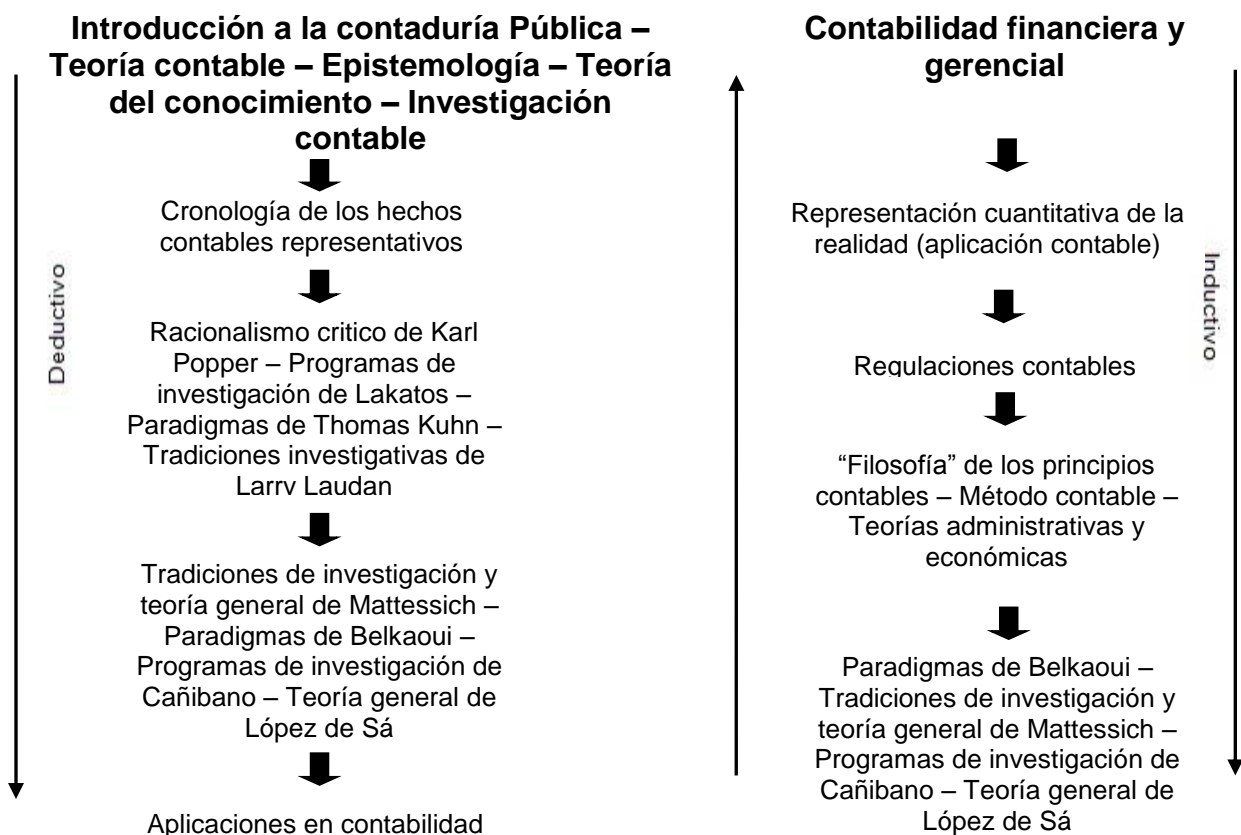 Introducción a la contaduría Pública –
Teoría contable – Epistemología – Teoría
del conocimiento – Investigación
contable
Deductivo
Cronología de los hechos
contables representativos
Racionalismo critico de Karl
Popper – Programas de
investigación de Lakatos –
Paradigmas de Thomas Kuhn –
Tradiciones investigativas de
Larry Laudan
Tradiciones de investigación y
teoría general de Mattessich –
Paradigmas de Belkaoui –
Programas de investigación de
Cañibano – Teoría general de
López de Sá
Aplicaciones en contabilidad
Contabilidad financiera y
gerencial
Representación cuantitativa de la
realidad (aplicación contable)
Regulaciones contables
“Filosofía” de los principios
contables – Método contable –
Teorías administrativas y
económicas
Paradigmas de Belkaoui –
Tradiciones de investigación y
teoría general de Mattessich –
Programas de investigación de
Cañibano – Teoría general de
López de Sá
Inductivo